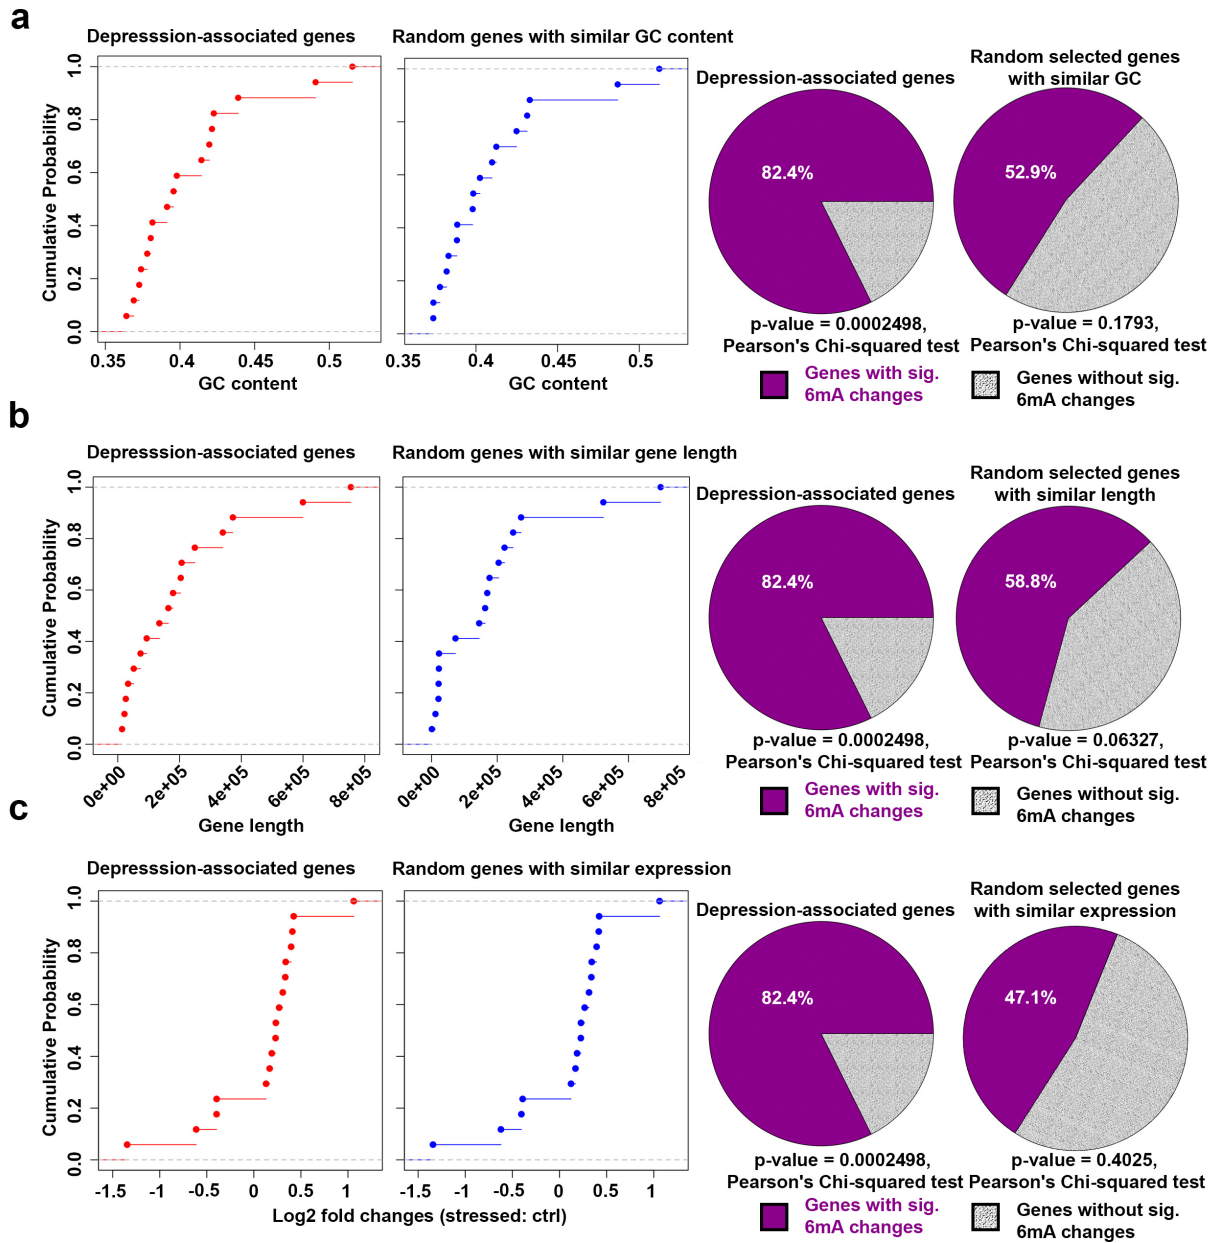 a
Depresssion-associated genes
Random genes with similar GC content
Depression-associated genes
Random selected genes
with similar GC
Cumulative Probability
0.0
0.2
0.4
0.6
0.8
1.0
82.4%
52.9%
0.35
0.4
0.45
0.5
GC content
0.35
0.4
0.45
0.5
GC content
p-value = 0.0002498,
Pearson's Chi-squared test
p-value = 0.1793,
Pearson's Chi-squared test
Genes with sig.
6mA changes
Genes without sig.
6mA changes
b
Depresssion-associated genes
Random genes with similar gene length
Depression-associated genes
Random selected genes
with similar length
Cumulative Probability
0.0
0.2
0.4
0.6
0.8
1.0
82.4%
58.8%
0e+00
2e+05
4e+05
6e+05
8e+05
Gene length
0e+00
2e+05
4e+05
6e+05
8e+05
Gene length
p-value = 0.0002498,
Pearson's Chi-squared test
p-value = 0.06327,
Pearson's Chi-squared test
Genes with sig.
6mA changes
Genes without sig.
6mA changes
c
Depresssion-associated genes
Random genes with similar expression
Depression-associated genes
Random selected genes
with similar expression
Cumulative Probability
0.0
0.2
0.4
0.6
0.8
1.0
82.4%
47.1%
-1.5
-1
-0.5
0
0.5
1
-1.5
-1
-0.5
0
0.5
1
Log2 fold changes (stressed: ctrl)
p-value = 0.0002498,
Pearson's Chi-squared test
p-value = 0.4025,
Pearson's Chi-squared test
Genes with sig.
6mA changes
Genes without sig.
6mA changes